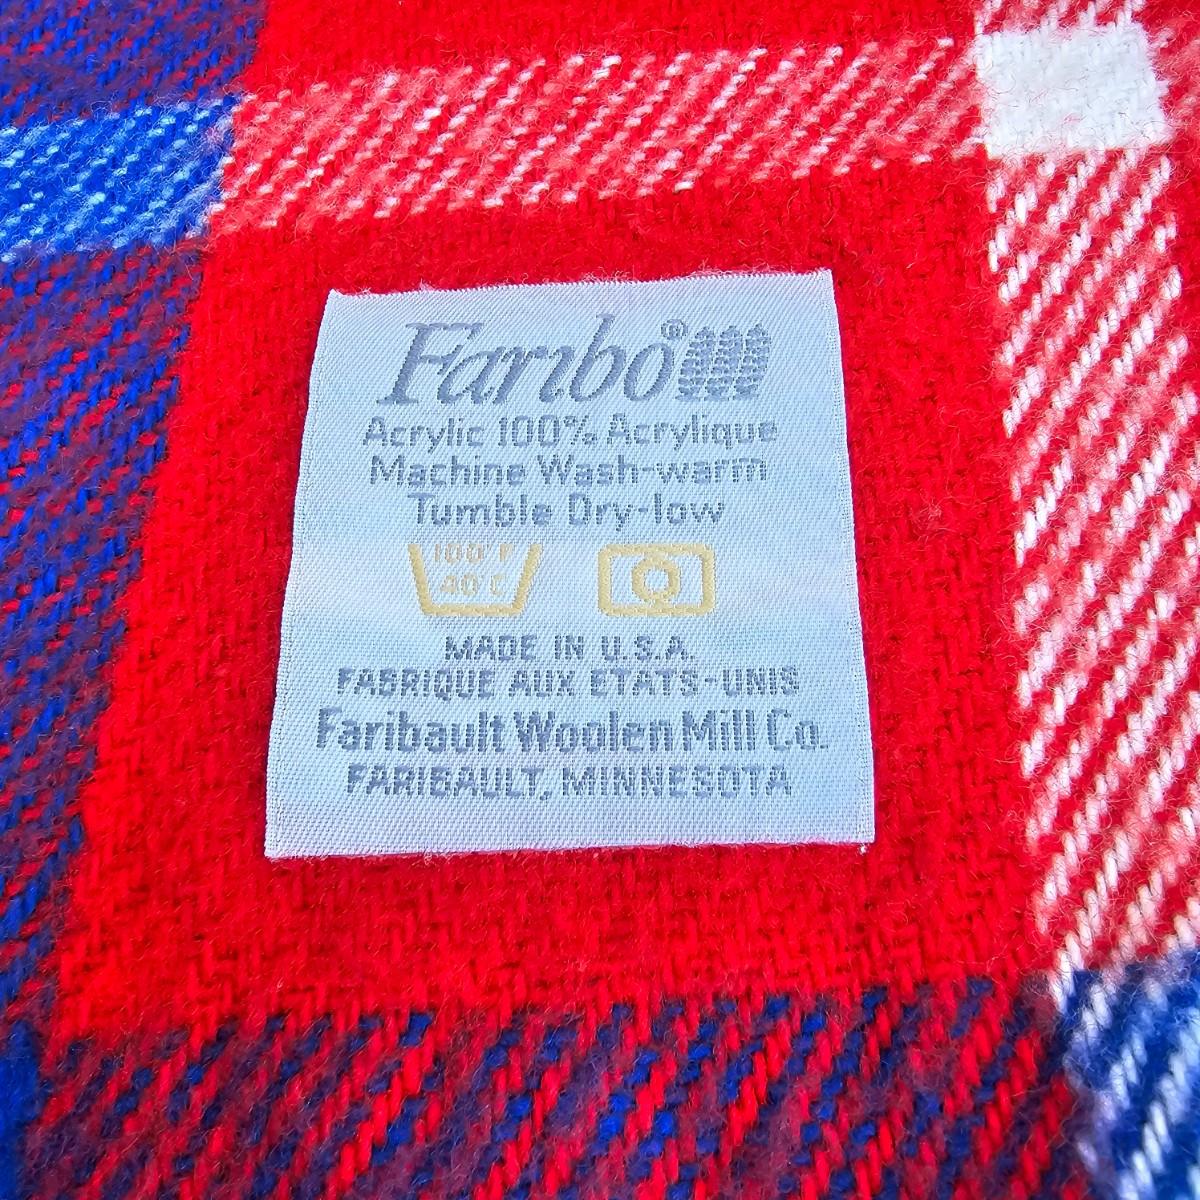 Faribo®
Acrylic 100% Acrylique
Machine Wash-warm
Tumble Dry-low
100°F
40°C
MADE IN U.S.A.
FABRIQUE AUX ETATS-UNIS
Faribault Woolen Mill Co.
FARIBAULT, MINNESOTA